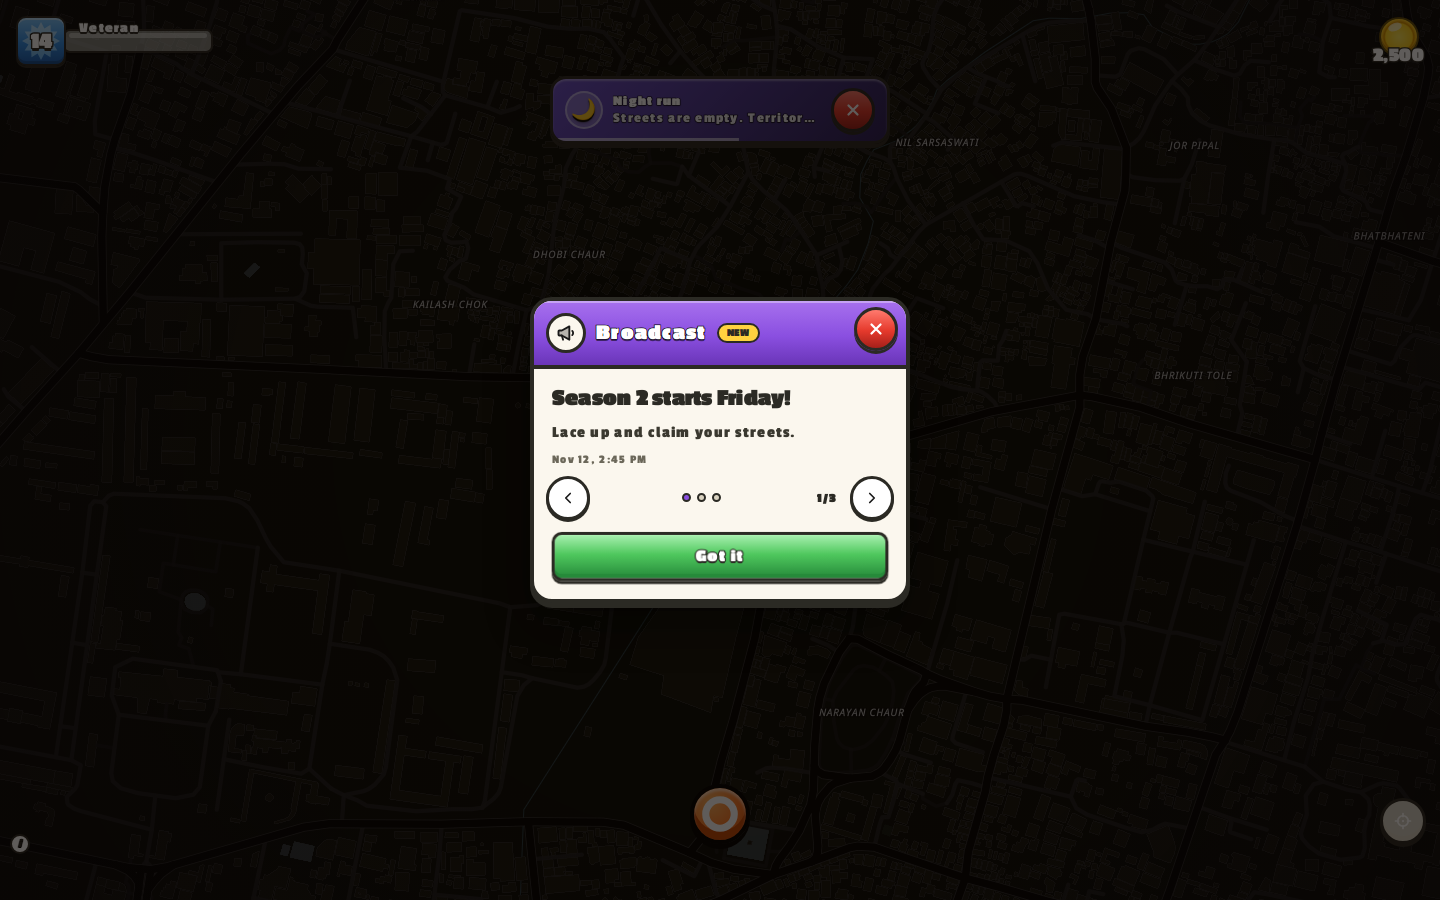 14
Veteran
2,500
Night run
Streets are empty. Territor...
NIL SARSASWATI
JOR PIPAL
BHATBHATENI
DHOBI CHAUR
KAILASH CHOK
Broadcast
NEW
Season 2 starts Friday!
Lace up and claim your streets.
Nov 12, 2:45 PM
1/3
Got it
BHRIKUTI TOLE
NARAYAN CHAUR